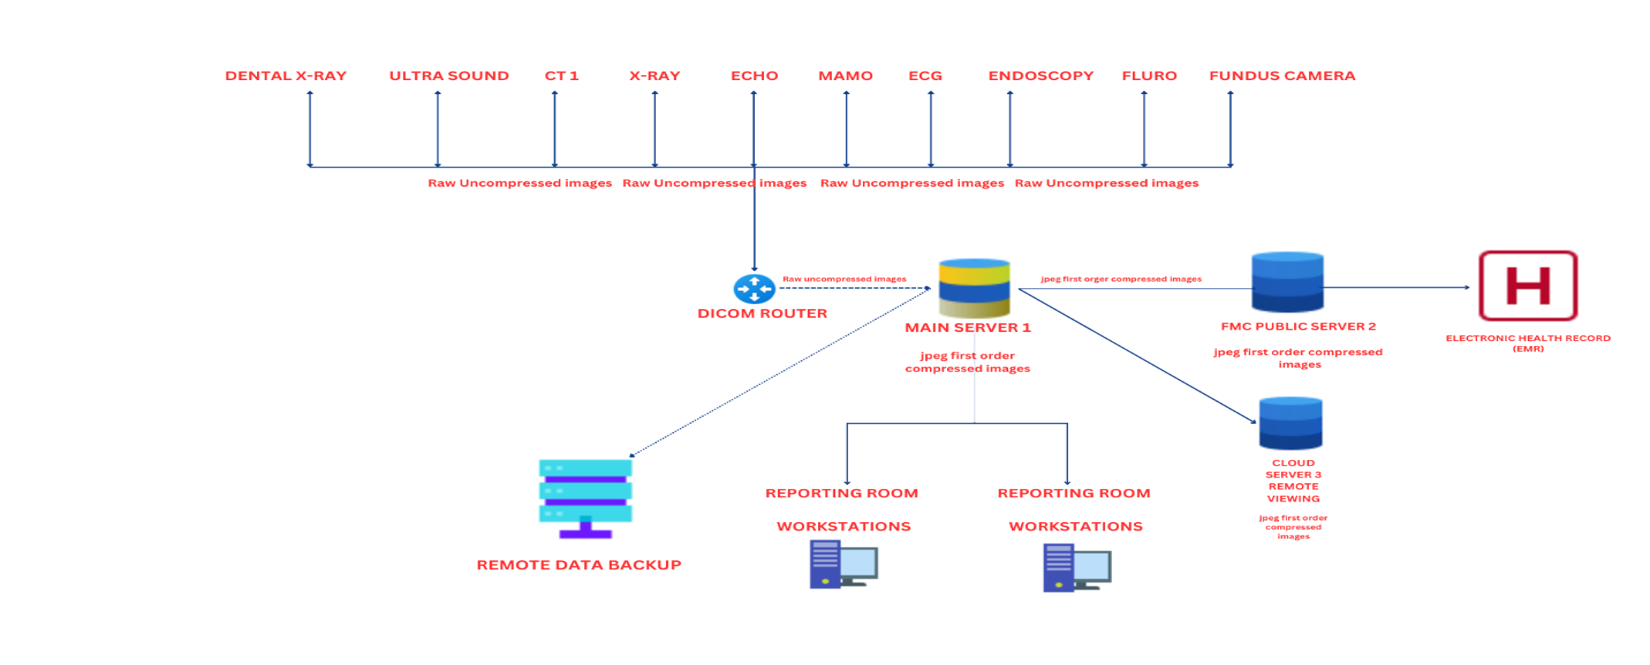 DENTAL X-RAY
ULTRA SOUND
CT 1
X-RAY
ECHO
MAMO
ECG
ENDOSCOPY
FLURO
FUNDUS CAMERA
Raw Uncompressed images
Raw Uncompressed images
Raw Uncompressed images
Raw Uncompressed images
DICOM ROUTER
Raw uncompressed images
MAIN SERVER 1
jpeg first order
compressed images
jpeg first orger compressed images
FMC PUBLIC SERVER 2
jpeg first order compressed
images
H
ELECTRONIC HEALTH RECORD
(EMR)
CLOUD
SERVER 3
REMOTE
VIEWING
jpeg first order
compressed
images
REPORTING ROOM
WORKSTATIONS
REPORTING ROOM
WORKSTATIONS
REMOTE DATA BACKUP